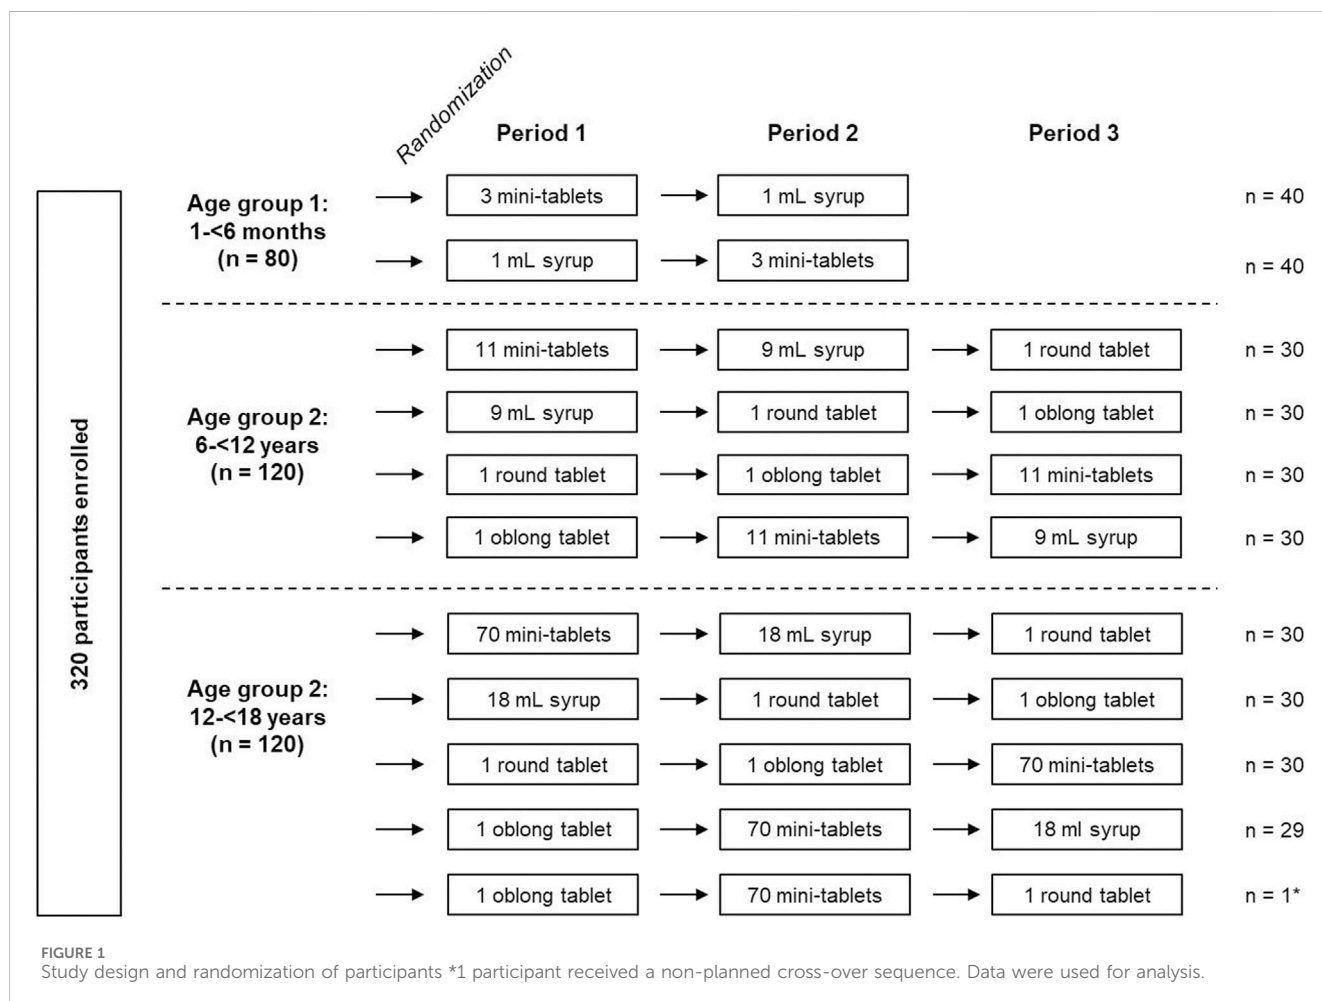 Randomization
Period 1 Period 2 Period 3
320 participants enrolled
Age group 1:
1-<6 months
(n = 80)
3 mini-tablets 1 mL syrup n = 40
1 mL syrup 3 mini-tablets n = 40
Age group 2:
6-<12 years
(n = 120)
11 mini-tablets 9 mL syrup 1 round tablet n = 30
9 mL syrup 1 round tablet 1 oblong tablet n = 30
1 round tablet 1 oblong tablet 11 mini-tablets n = 30
1 oblong tablet 11 mini-tablets 9 mL syrup n = 30
Age group 2:
12-<18 years
(n = 120)
70 mini-tablets 18 mL syrup 1 round tablet n = 30
18 mL syrup 1 round tablet 1 oblong tablet n = 30
1 round tablet 1 oblong tablet 70 mini-tablets n = 30
1 oblong tablet 70 mini-tablets 18 ml syrup n = 29
1 oblong tablet 70 mini-tablets 1 round tablet n = 1*
FIGURE 1
Study design and randomization of participants *1 participant received a non-planned cross-over sequence. Data were used for analysis.